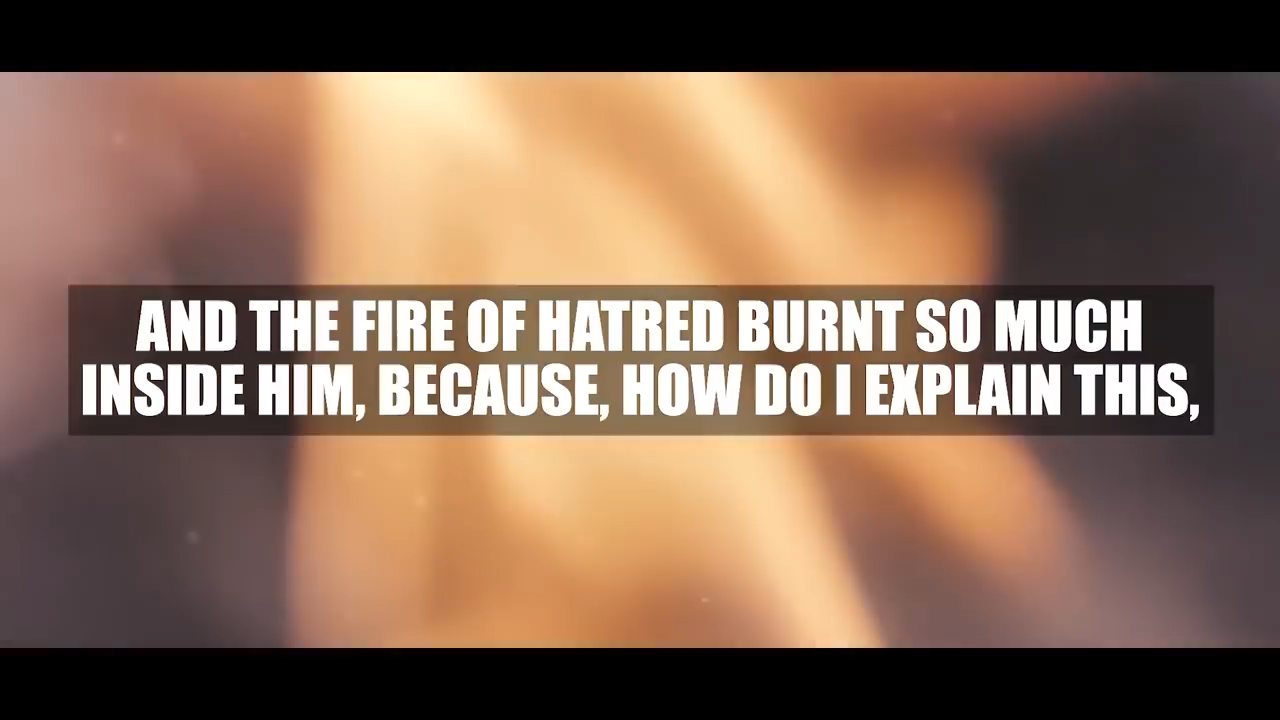 AND THE FIRE OF HATRED BURNT SO MUCH
INSIDE HIM, BECAUSE, HOW DO I EXPLAIN THIS,